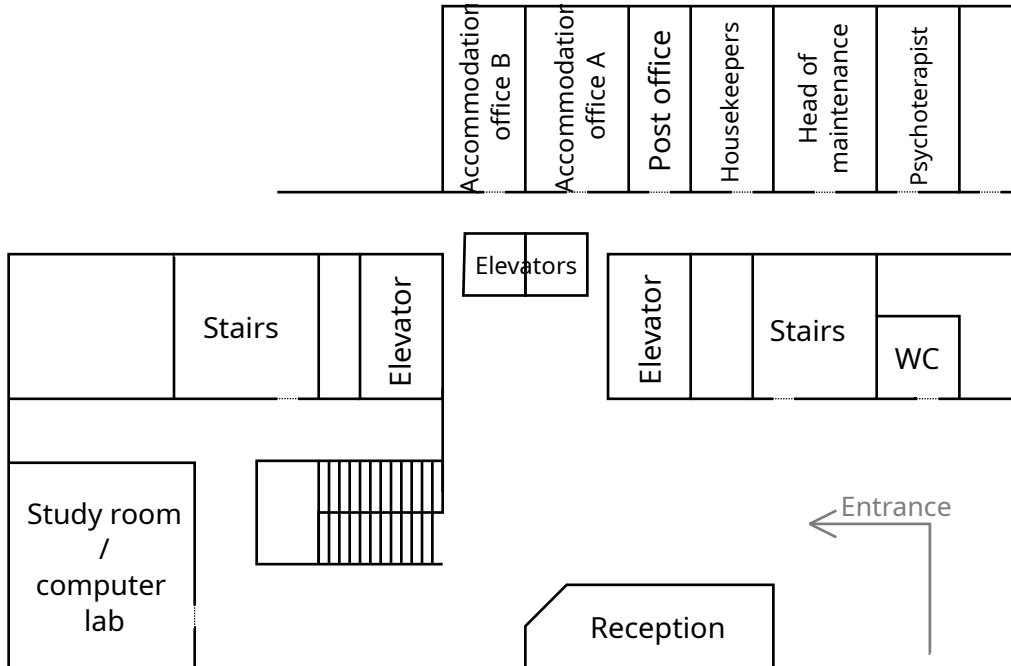 Accommodation
office B
Accommodation
office A
Post office
Housekeepers
Head of
maintenance
Psychoterapist
Elevators
Stairs
Elevator
Elevator
Stairs
WC
Study room
/
computer
lab
Entrance
Reception